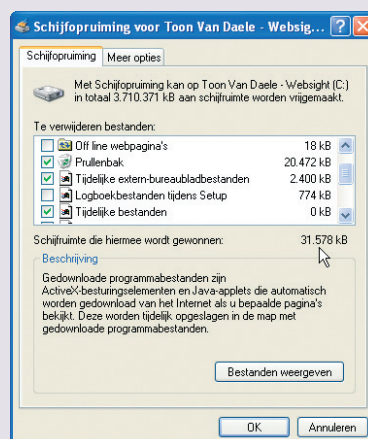 Schijfopruiming voor Toon Van Daele - Websig...
Schijfopruiming Meer opties
Met Schijfopruiming kan op Toon Van Daele - Websight (C:)
in totaal 3.710.371 kB aan schijfruimte worden vrijgemaakt.
Te verwijderen bestanden:
Off line webpagina's 18 kB
Prullenbak 20.472 kB
Tijdelijke extern-bureaubladbestanden 2.400 kB
Logboekbestanden tijdens Setup 774 kB
Tijdelijke bestanden 0 kB
Schijfruimte die hiermee wordt gewonnen: 31.578 kB
Beschrijving
Gedownloade programmabestanden zijn
ActiveX-besturingselementen en Java-applets die automatisch
worden gedownload van het Internet als u bepaalde pagina's
bekijkt. Deze worden tijdelijk opgeslagen in de map met
gedownloade programmabestanden.
Bestanden weergeven
OK Annuleren